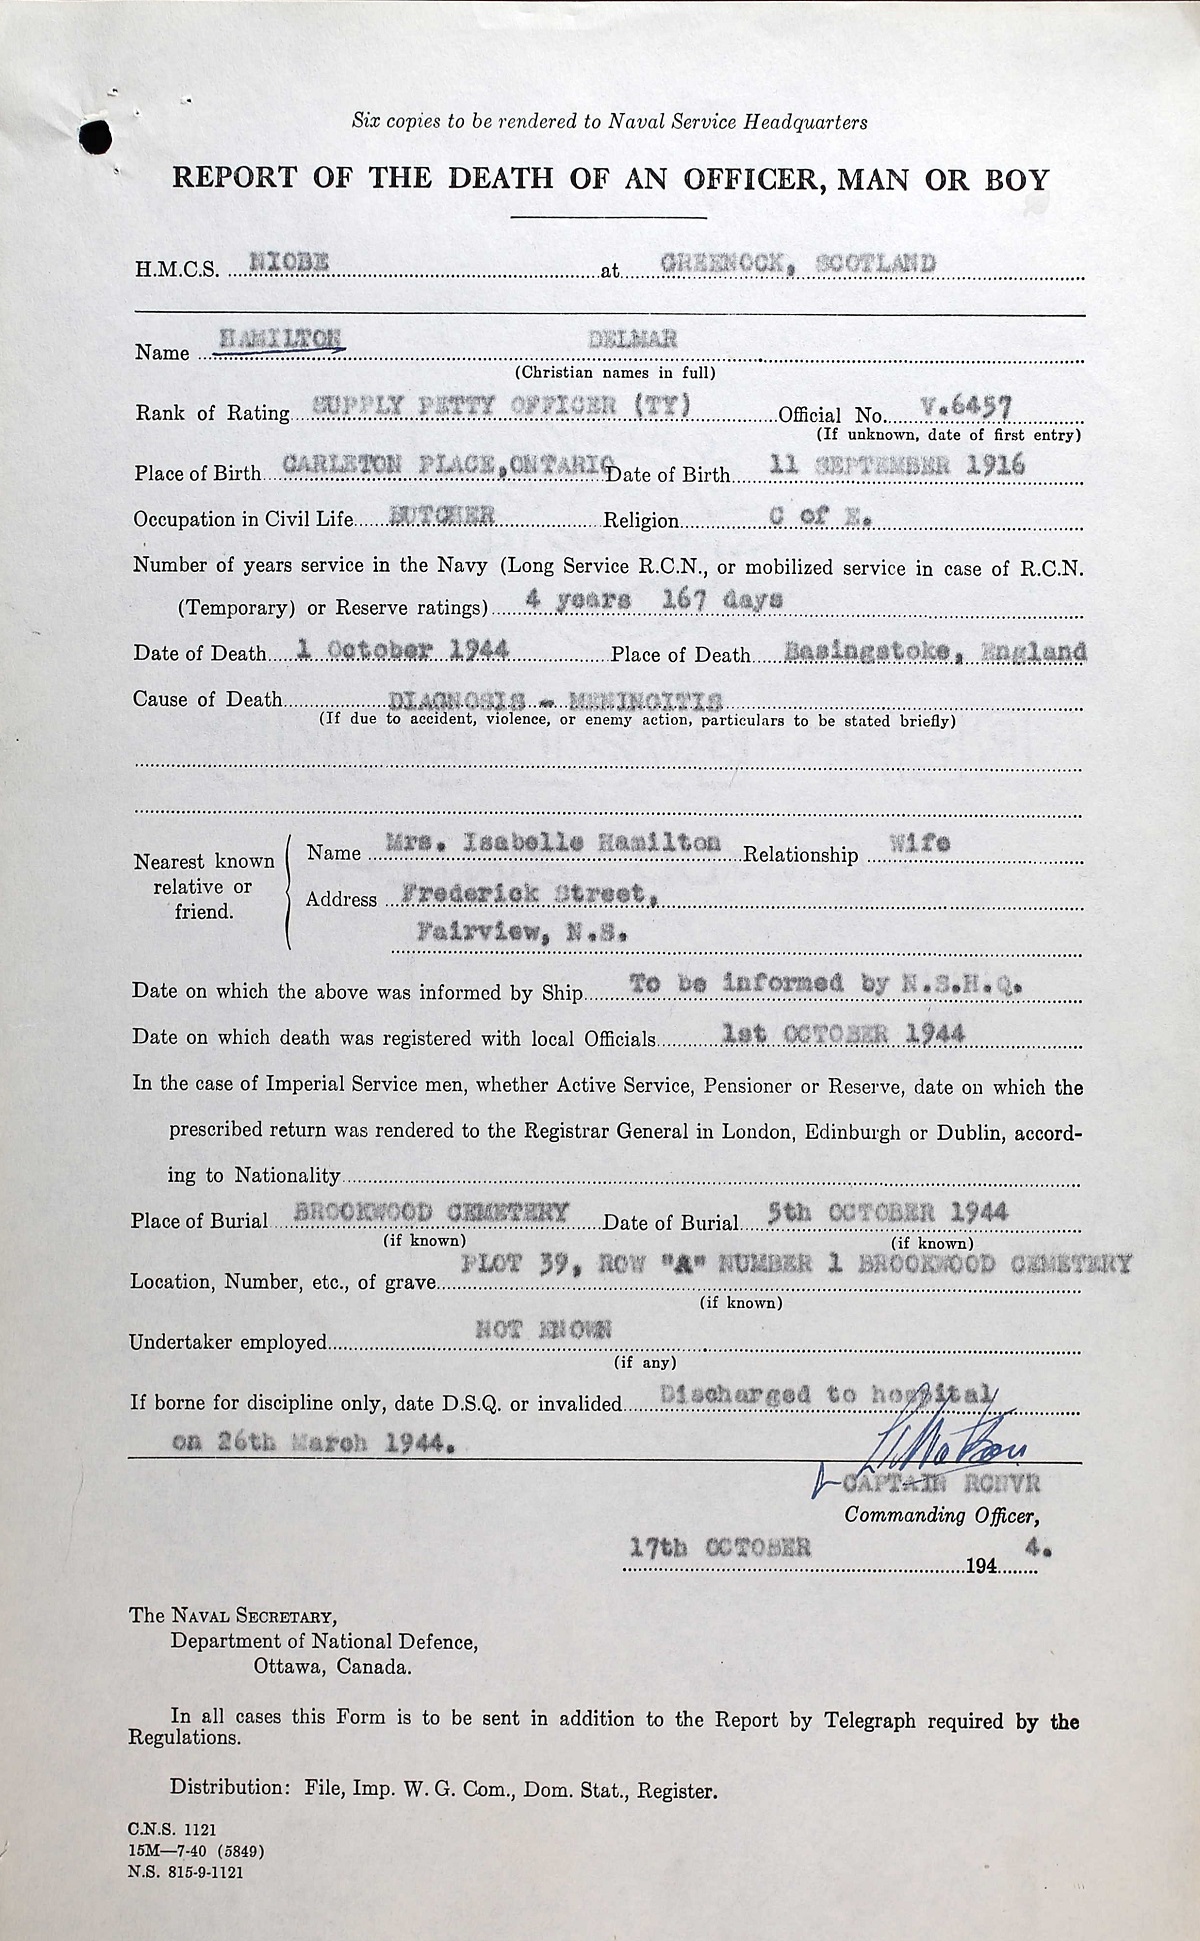 Six copies to be rendered to Naval Service Headquarters
REPORT OF THE DEATH OF AN OFFICER, MAN OR BOY
H.M.C.S. NIOBE at GREENOCK, SCOTLAND
Name HAMILTON DELMAR
(Christian names in full)
Rank of Rating SUPPLY PETTY OFFICER (TY) Official No. V.6457
(If unknown, date of first entry)
Place of Birth CARLETON PLACE, ONTARIO Date of Birth 11 SEPTEMBER 1916
Occupation in Civil Life BUTCHER Religion C of E.
Number of years service in the Navy (Long Service R.C.N., or mobilized service in case of R.C.N.
(Temporary) or Reserve ratings) 4 years 167 days
Date of Death 1 October 1944 Place of Death Basingstoke, England
Cause of Death DIAGNOSIS - MENINGITIS
(If due to accident, violence, or enemy action, particulars to be stated briefly)
Nearest known relative or friend.
Name Mrs. Isabelle Hamilton Relationship Wife
Address Frederick Street,
Fairview, N.S.
Date on which the above was informed by Ship To be informed by N.S.H.Q.
Date on which death was registered with local Officials 1st OCTOBER 1944
In the case of Imperial Service men, whether Active Service, Pensioner or Reserve, date on which the
prescribed return was rendered to the Registrar General in London, Edinburgh or Dublin, accord-
ing to Nationality
Place of Burial BROOKWOOD CEMETERY Date of Burial 5th OCTOBER 1944
(if known) (if known)
Location, Number, etc., of grave PLOT 39, ROW "A" NUMBER 1 BROOKWOOD CEMETERY
(if known)
Undertaker employed NOT KNOWN
(if any)
If borne for discipline only, date D.S.Q. or invalided Discharged to hospital
on 26th March 1944.
CAPTAIN RCNVR
Commanding Officer,
17th OCTOBER 194 4.
The NAVAL SECRETARY,
Department of National Defence,
Ottawa, Canada.
In all cases this Form is to be sent in addition to the Report by Telegraph required by the
Regulations.
Distribution: File, Imp. W. G. Com., Dom. Stat., Register.
C.N.S. 1121
15M—7-40 (5849)
N.S. 815-9-1121